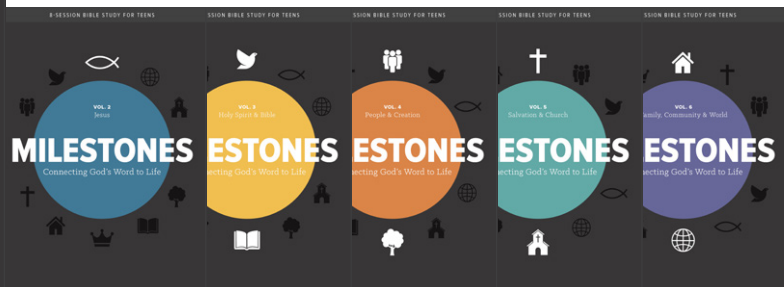 8-SESSION BIBLE STUDY FOR TEENS
VOL. 2
Jesus
MILESTONES
Connecting God's Word to Life
SSION BIBLE STUDY FOR TEENS
VOL. 3
Holy Spirit & Bible
ESTONES
ecting God's Word to Life
SSION BIBLE STUDY FOR TEENS
VOL. 4
People & Creation
ESTONES
ecting God's Word to Life
SSION BIBLE STUDY FOR TEENS
VOL. 5
Salvation & Church
ESTONES
ecting God's Word to Life
SSION BIBLE STUDY FOR TEENS
VOL. 6
amily, Community & World
ESTONES
ecting God's Word to Life